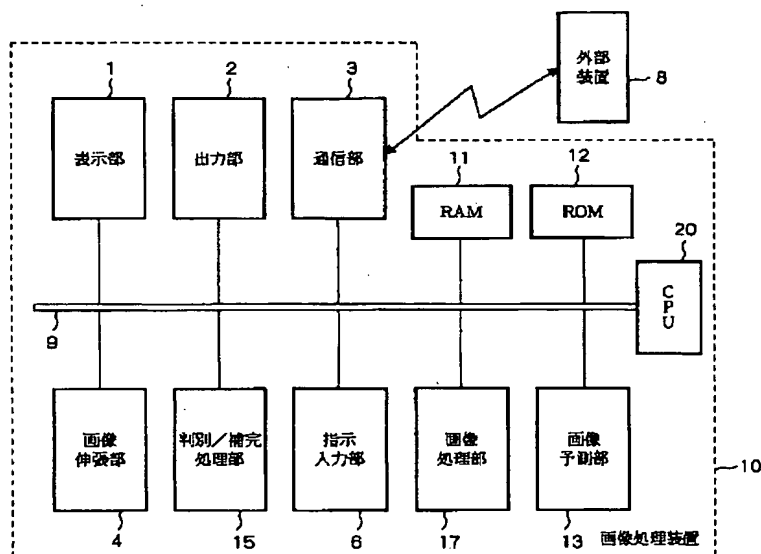 1
2
3
外部
装置
8
表示部
出力部
通信部
11
12
RAM
ROM
20
CPU
9
画像
伸張部
判別／補完
処理部
指示
入力部
画像
処理部
画像
予測部
10
4
15
6
17
13
画像処理装置